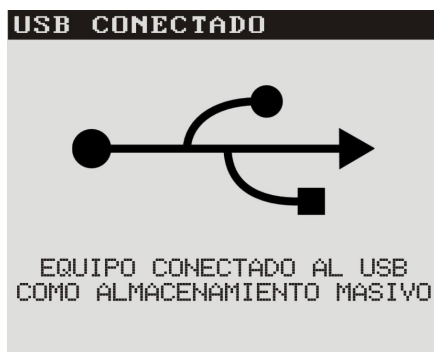 USB CONECTADO
EQUIPO CONECTADO AL USB
COMO ALMACENAMIENTO MASIVO